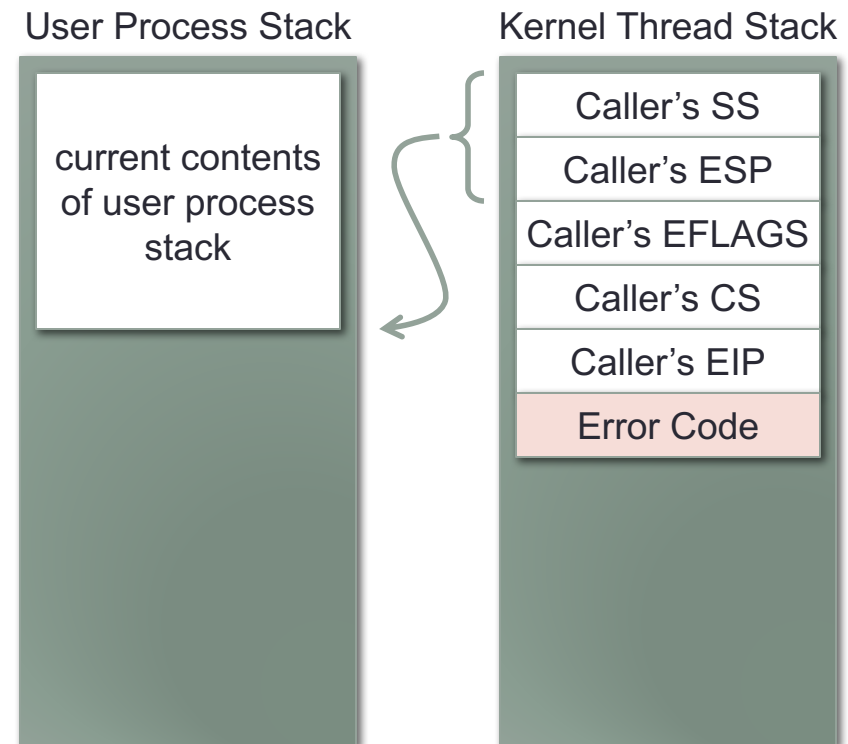 User Process Stack
Kernel Thread Stack
current contents
of user process
stack
Caller’s SS
Caller’s ESP
Caller’s EFLAGS
Caller’s CS
Caller’s EIP
Error Code